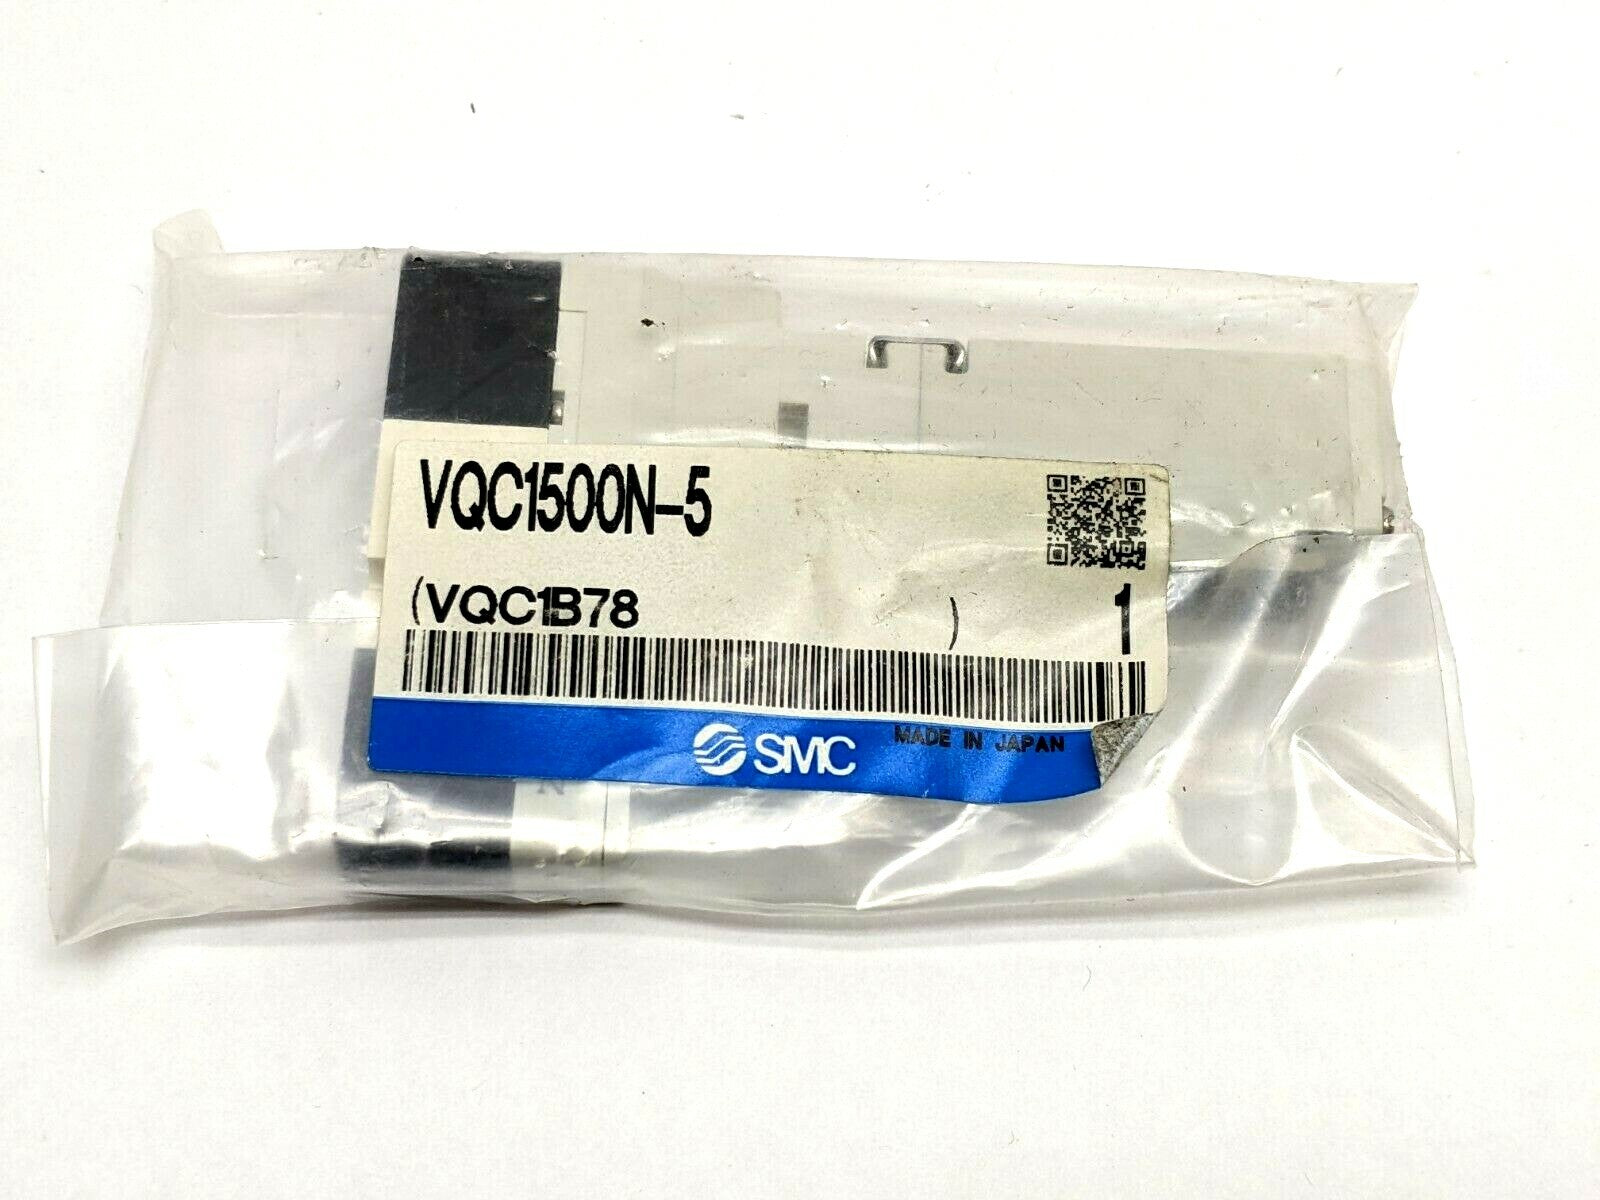 VQC1500N-5
(VQC1B78 ) 1
SMC
MADE IN JAPAN
N